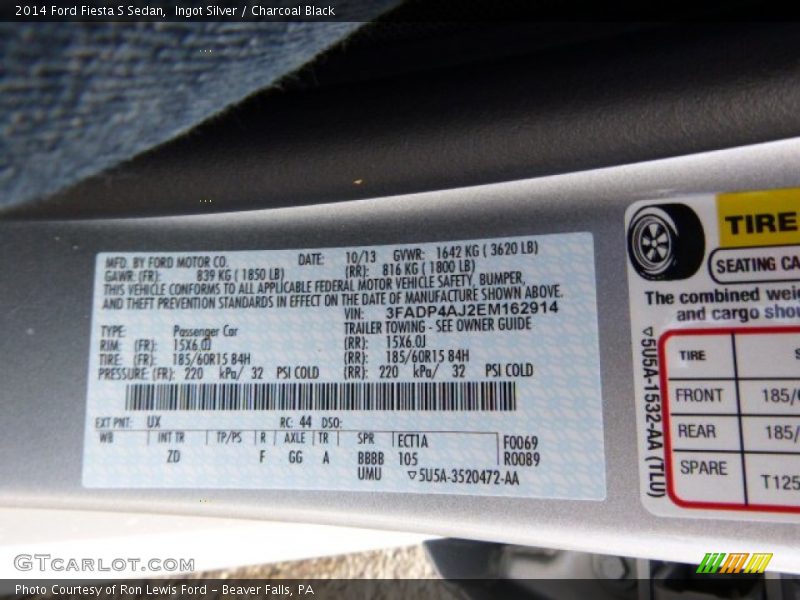 2014 Ford Fiesta S Sedan, Ingot Silver / Charcoal Black
MFD. BY FORD MOTOR CO. DATE: 10/13 GVWR: 1642 KG ( 3620 LB)
GAWR: (FR): 839 KG ( 1850 LB) (RR): 816 KG ( 1800 LB)
THIS VEHICLE CONFORMS TO ALL APPLICABLE FEDERAL MOTOR VEHICLE SAFETY, BUMPER,
AND THEFT PREVENTION STANDARDS IN EFFECT ON THE DATE OF MANUFACTURE SHOWN ABOVE.
VIN: 3FADP4AJ2EM162914
TYPE: Passenger Car TRAILER TOWING - SEE OWNER GUIDE
RIM: (FR): 15X6.0J (RR): 15X6.0J
TIRE: (FR): 185/60R15 84H (RR): 185/60R15 84H
PRESSURE: (FR): 220 kPa/ 32 PSI COLD (RR): 220 kPa/ 32 PSI COLD
EXT PNT: UX RC: 44 DSO:
WB INT TR TP/PS R AXLE TR SPR ECT1A F0069
ZD F GG A BBBB 105 R0089
UMU ▽5U5A-3520472-AA
TIRE
SEATING CA
The combined wei
and cargo shou
TIRE S
FRONT 185/
REAR 185/
SPARE T125
▽5U5A-1532-AA (TLU)
GTCarLot.com
Photo Courtesy of Ron Lewis Ford - Beaver Falls, PA